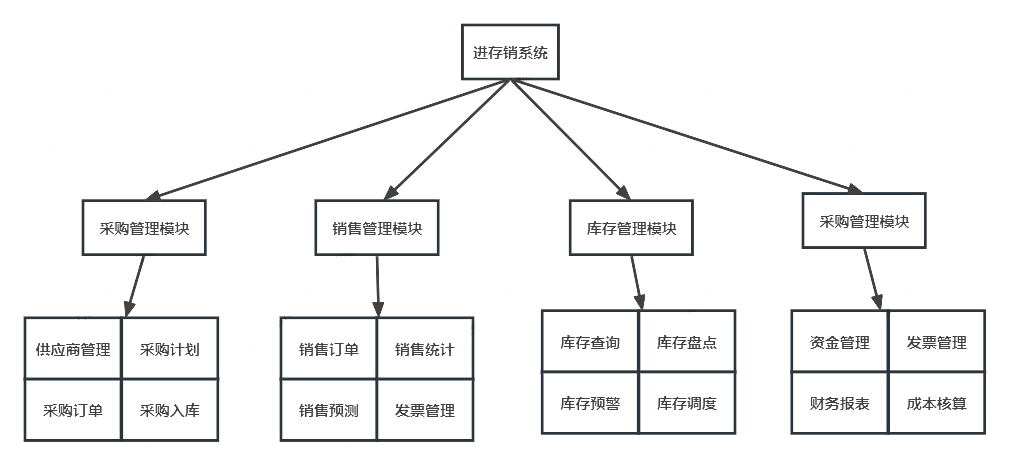 进存销系统
采购管理模块
销售管理模块
库存管理模块
采购管理模块
供应商管理
采购计划
采购订单
采购入库
销售订单
销售统计
销售预测
发票管理
库存查询
库存盘点
库存预警
库存调度
资金管理
发票管理
财务报表
成本核算